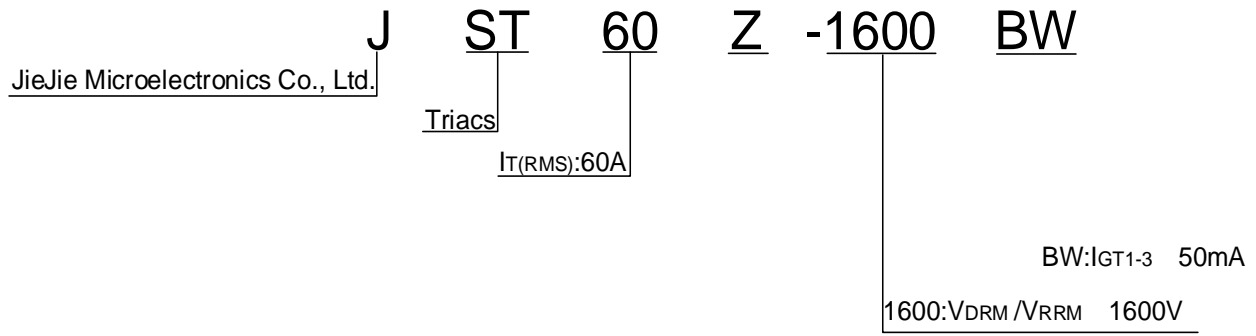 J ST 60 Z -1600 BW
JieJie Microelectronics Co., Ltd.
Triacs
IT(RMS):60A
BW:IGT1-3 50mA
1600:VDRM /VRRM 1600V